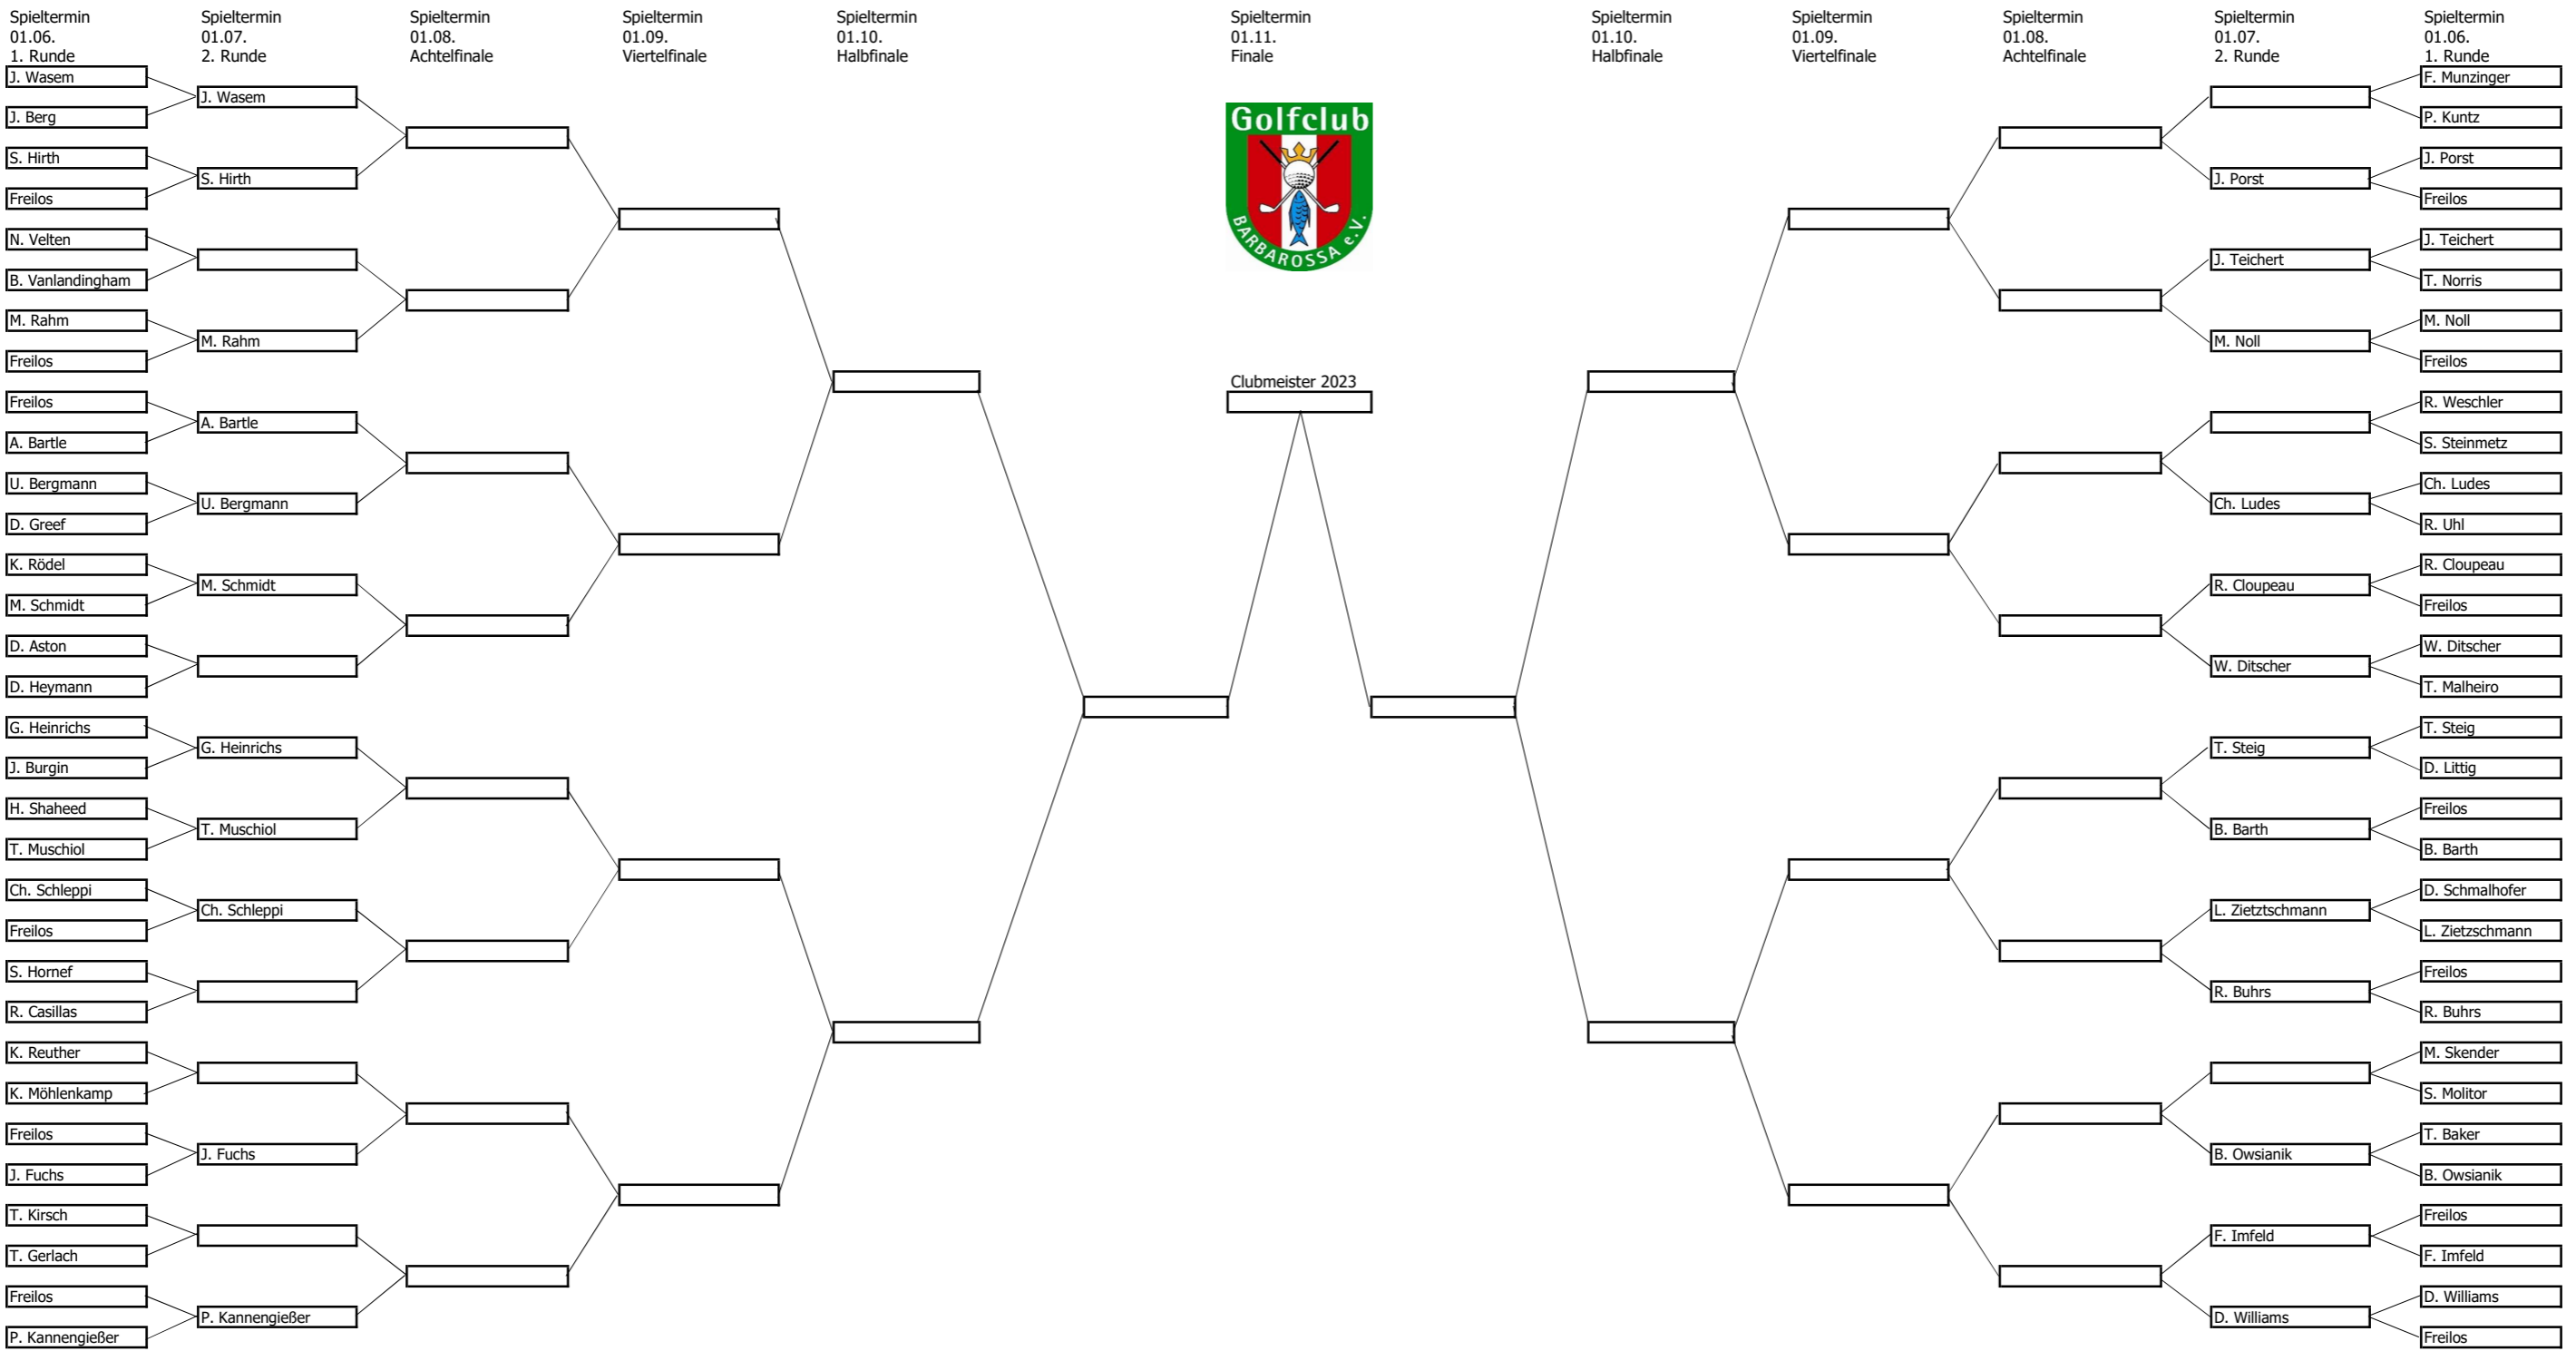 Spieltermin
01.06.
1. Runde
Spieltermin
01.07.
2. Runde
Spieltermin
01.08.
Achtelfinale
Spieltermin
01.09.
Viertelfinale
Spieltermin
01.10.
Halbfinale
Spieltermin
01.11.
Finale
Spieltermin
01.10.
Halbfinale
Spieltermin
01.09.
Viertelfinale
Spieltermin
01.08.
Achtelfinale
Spieltermin
01.07.
2. Runde
Spieltermin
01.06.
1. Runde
J. Wasem
J. Berg
S. Hirth
Freilos
N. Velten
B. Vanlandingham
M. Rahm
Freilos
Freilos
A. Bartle
U. Bergmann
D. Greef
K. Rödel
M. Schmidt
D. Aston
D. Heymann
G. Heinrichs
J. Burgin
H. Shaheed
T. Muschiol
Ch. Schleppi
Freilos
S. Hornef
R. Casillas
K. Reuther
K. Möhlenkamp
Freilos
J. Fuchs
T. Kirsch
T. Gerlach
Freilos
P. Kannengießer
J. Wasem
S. Hirth
M. Rahm
A. Bartle
U. Bergmann
M. Schmidt
G. Heinrichs
T. Muschiol
Ch. Schleppi
J. Fuchs
P. Kannengießer
Golfclub
BARBAROSSA e.V.
Clubmeister 2023
J. Porst
J. Teichert
M. Noll
Ch. Ludes
R. Cloupeau
W. Ditscher
T. Steig
B. Barth
L. Zietztschmann
R. Buhrs
B. Owsianik
F. Imfeld
D. Williams
F. Munzinger
P. Kuntz
J. Porst
Freilos
J. Teichert
T. Norris
M. Noll
Freilos
R. Weschler
S. Steinmetz
Ch. Ludes
R. Uhl
R. Cloupeau
Freilos
W. Ditscher
T. Malheiro
T. Steig
D. Littig
Freilos
B. Barth
D. Schmalhofer
L. Zietzschmann
Freilos
R. Buhrs
M. Skender
S. Molitor
T. Baker
B. Owsianik
Freilos
F. Imfeld
D. Williams
Freilos